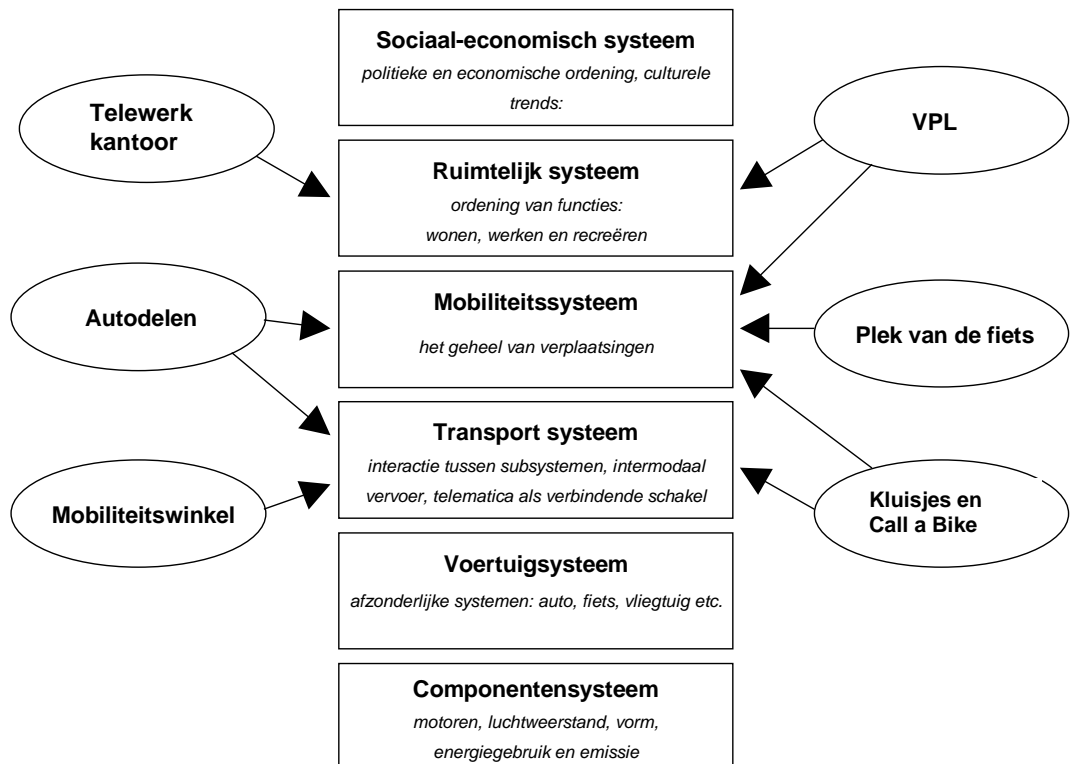 Sociaal-economisch systeem
politieke en economische ordening, culturele
trends:
Telewerk
kantoor
VPL
Ruimtelijk systeem
ordening van functies:
wonen, werken en recreëren
Autodelen
Mobiliteitssysteem
het geheel van verplaatsingen
Plek van de fiets
Transport systeem
interactie tussen subsystemen, intermodaal
vervoer, telematica als verbindende schakel
Mobiliteitswinkel
Kluisjes en
Call a Bike
Voertuigsysteem
afzonderlijke systemen: auto, fiets, vliegtuig etc.
Componentensysteem
motoren, luchtweerstand, vorm,
energiegebruik en emissie